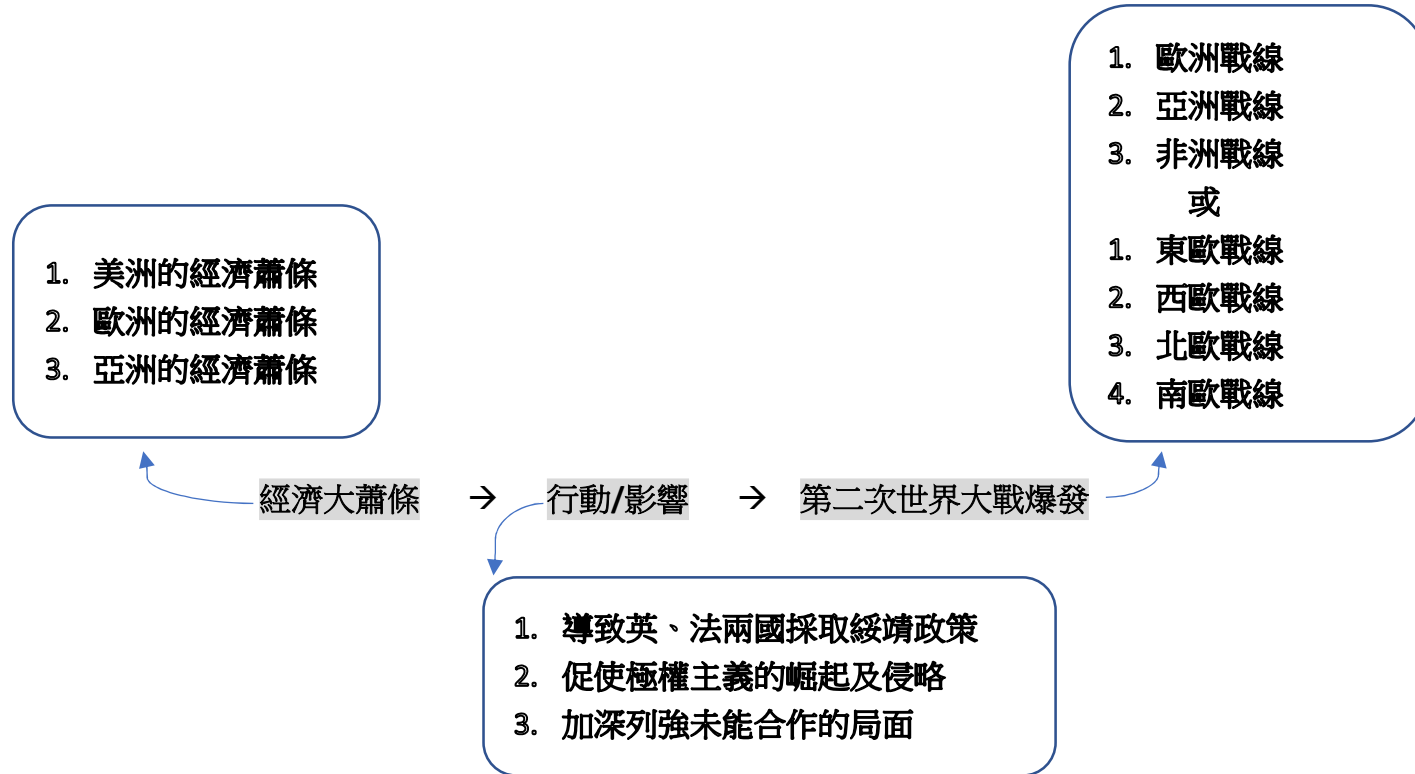 1. 歐洲戰線
2. 亞洲戰線
3. 非洲戰線
或
1. 東歐戰線
2. 西歐戰線
3. 北歐戰線
4. 南歐戰線
1. 美洲的經濟蕭條
2. 歐洲的經濟蕭條
3. 亞洲的經濟蕭條
經濟大蕭條 → 行動/影響 → 第二次世界大戰爆發
1. 導致英、法兩國採取綏靖政策
2. 促使極權主義的崛起及侵略
3. 加深列強未能合作的局面